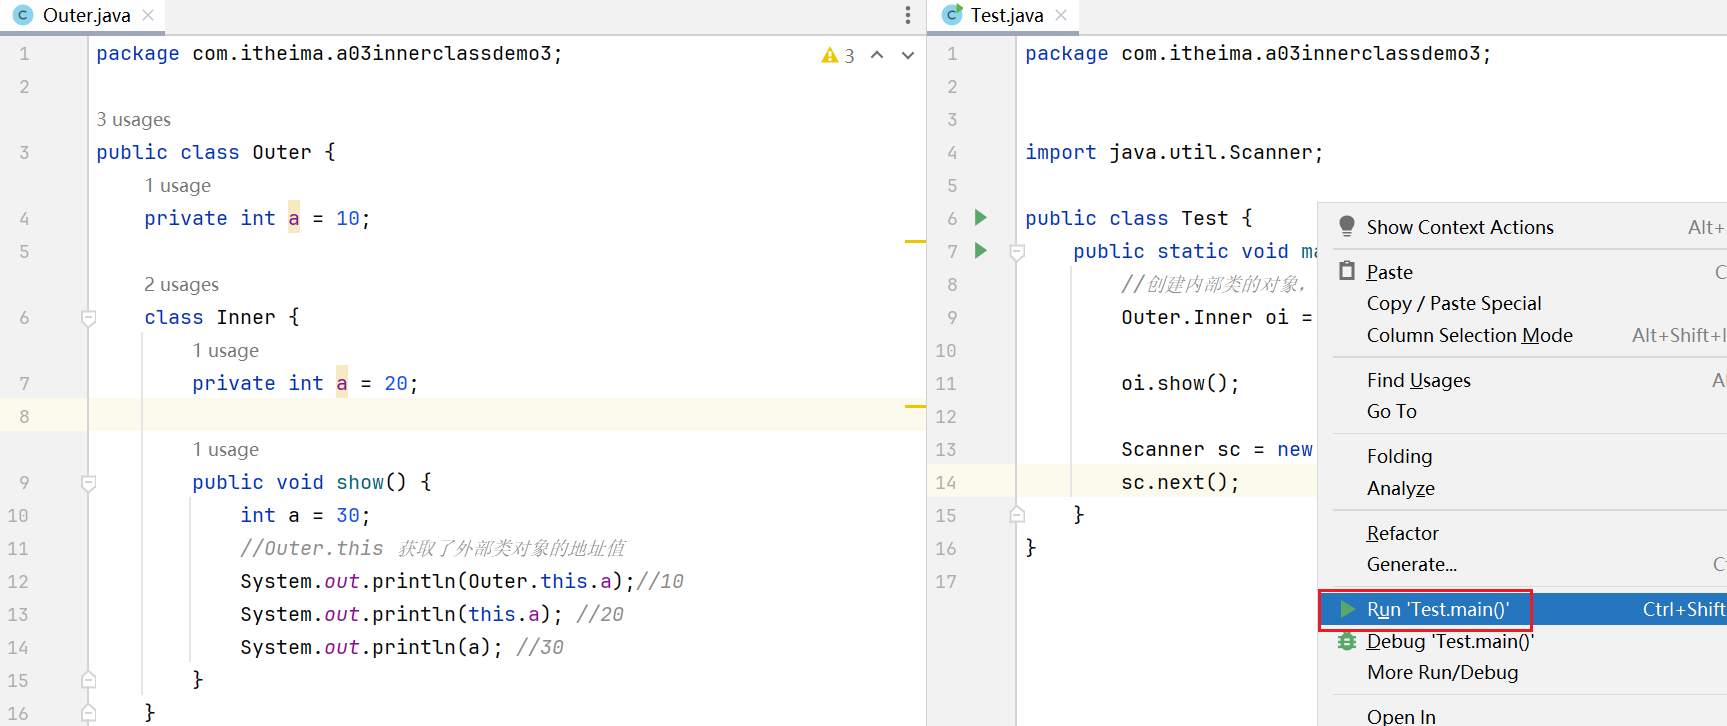 Outer.java
3
1 package com.itheima.a03innerclassdemo3;
2
3 usages
3 public class Outer {
1 usage
4 private int a = 10;
5
2 usages
6 class Inner {
1 usage
7 private int a = 20;
8
1 usage
9 public void show() {
10 int a = 30;
11 //Outer.this 获取了外部类对象的地址值
12 System.out.println(Outer.this.a);//10
13 System.out.println(this.a); //20
14 System.out.println(a); //30
15 }
16 }
Test.java
1 package com.itheima.a03innerclassdemo3;
2
3
4 import java.util.Scanner;
5
6 public class Test {
7 public static void ma
8 //创建内部类的对象.
9 Outer.Inner oi =
10
11 oi.show();
12
13 Scanner sc = new
14 sc.next();
15 }
16 }
17
Show Context Actions Alt+
Paste C
Copy / Paste Special
Column Selection Mode Alt+Shift+I
Find Usages Al
Go To
Folding
Analyze
Refactor
Generate... Ct
Run 'Test.main()' Ctrl+Shift
Debug 'Test.main()'
More Run/Debug
Open In